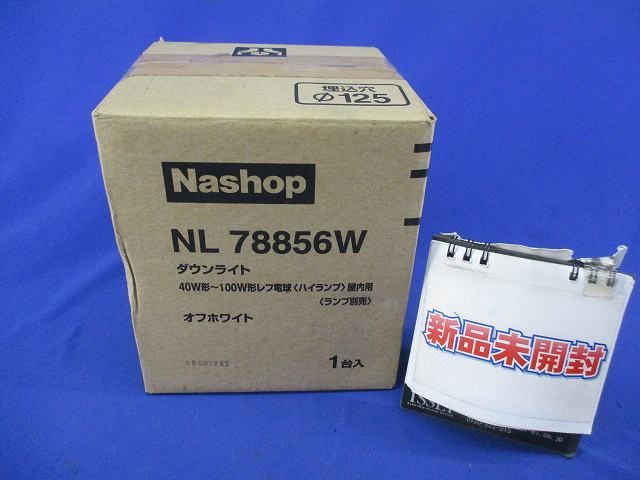 埋込穴
φ125
Nashop
NL 78856W
ダウンライト
40W形～100W形レフ電球〈ハイランプ〉屋内用
〈ランプ別売〉
オフホワイト
1台入
新品未開封